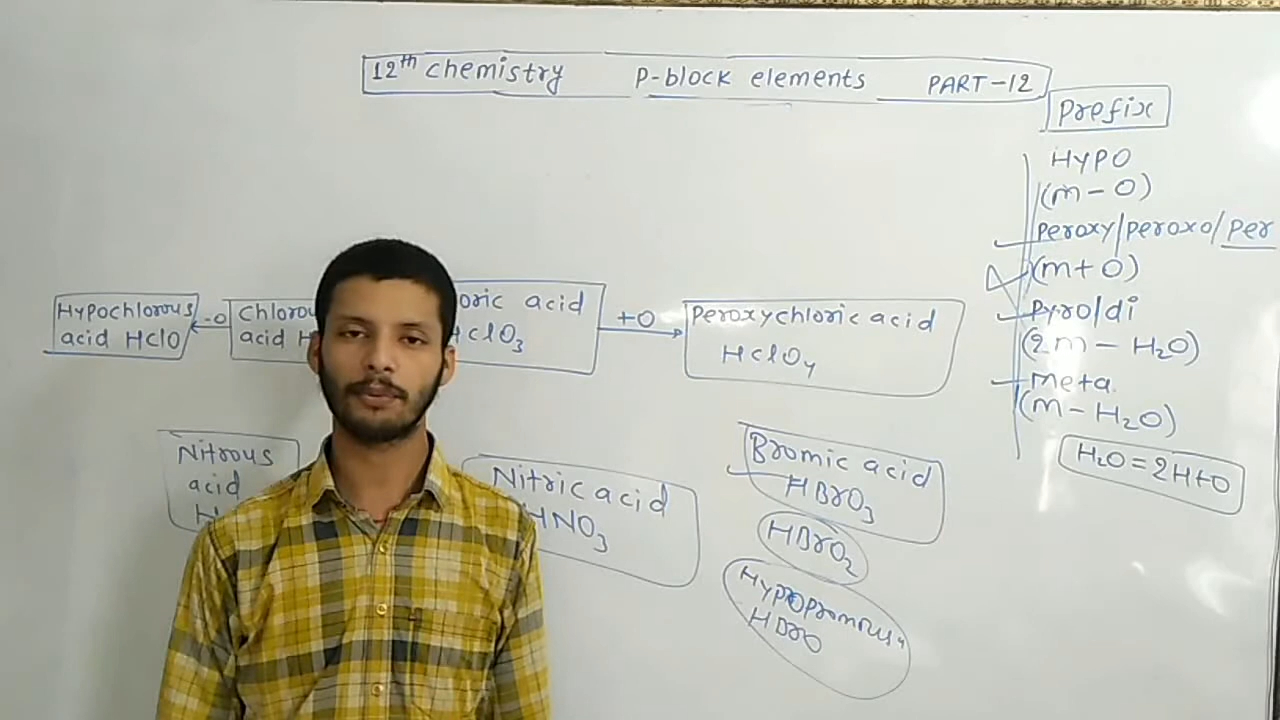 12th chemistry P-block elements PART-12
Prefix
HYPO
(m-O)
Peroxy/peroxo/per
(m+O)
Pyro/di
(2m - H2O)
meta
(m - H2O)
H2O = 2H+O
Hypochlorous
acid HClO
-O
Chlorou
acid H
oric acid
HClO3
+O
Peroxychloric acid
HClO4
Nitrous
acid
H
Nitric acid
HNO3
Bromic acid
HBrO3
HBrO2
HBrO